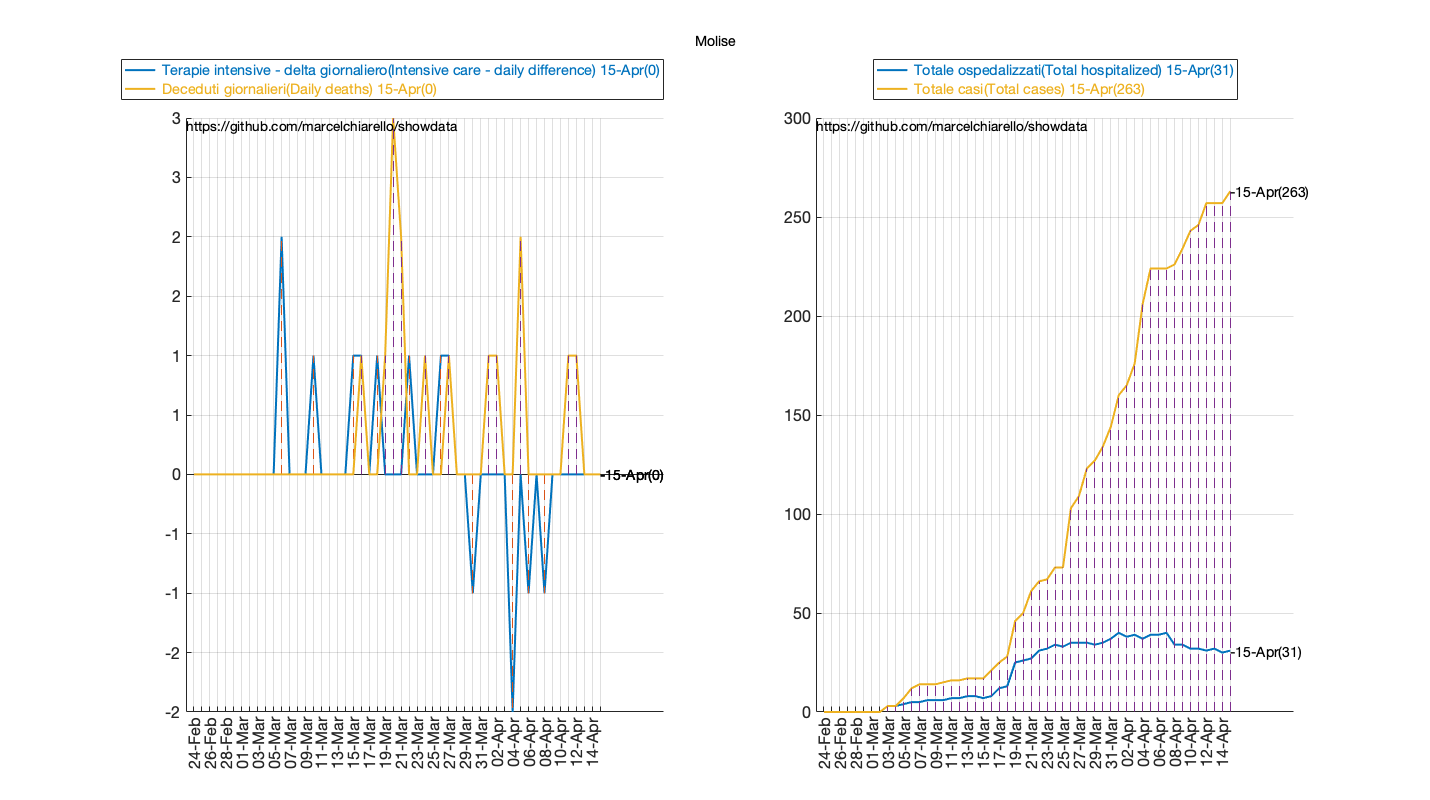 Molise
Terapie intensive - delta giornaliero(Intensive care - daily difference) 15-Apr(0)
Deceduti giornalieri(Daily deaths) 15-Apr(0)
https://github.com/marcelchiarello/showdata
3
3
2
2
1
1
0
-1
-1
-2
-2
-15-Apr(0)
24-Feb
26-Feb
28-Feb
01-Mar
03-Mar
05-Mar
07-Mar
09-Mar
11-Mar
13-Mar
15-Mar
17-Mar
19-Mar
21-Mar
23-Mar
25-Mar
27-Mar
29-Mar
31-Mar
02-Apr
04-Apr
06-Apr
08-Apr
10-Apr
12-Apr
14-Apr
Totale ospedalizzati(Total hospitalized) 15-Apr(31)
Totale casi(Total cases) 15-Apr(263)
https://github.com/marcelchiarello/showdata
300
250
200
150
100
50
0
-15-Apr(263)
-15-Apr(31)
24-Feb
26-Feb
28-Feb
01-Mar
03-Mar
05-Mar
07-Mar
09-Mar
11-Mar
13-Mar
15-Mar
17-Mar
19-Mar
21-Mar
23-Mar
25-Mar
27-Mar
29-Mar
31-Mar
02-Apr
04-Apr
06-Apr
08-Apr
10-Apr
12-Apr
14-Apr